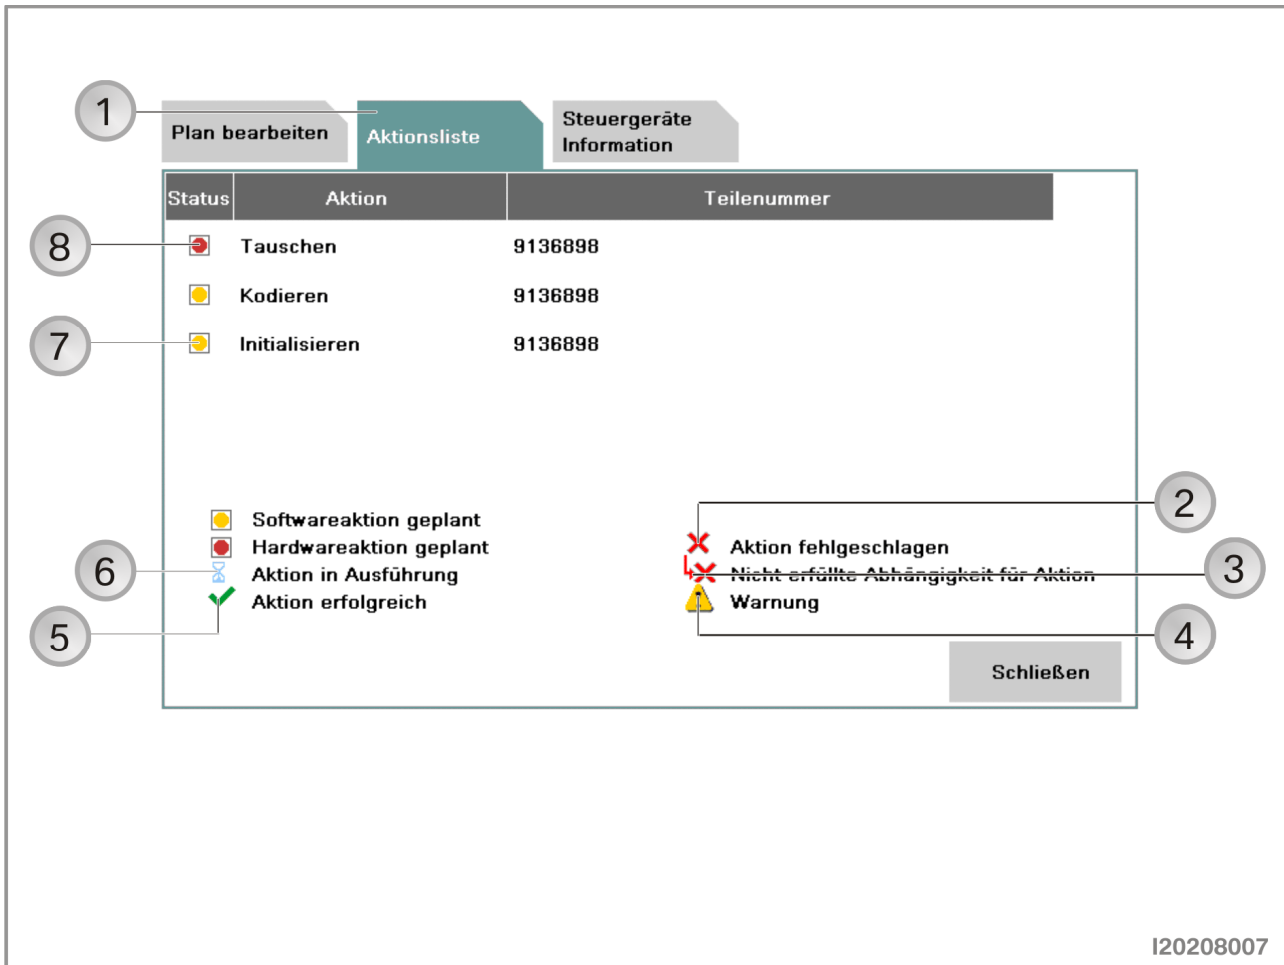 1
Plan bearbeiten
Aktionsliste
Steuergeräte
Information
Status Aktion Teilenummer
8
Tauschen 9136898
Kodieren 9136898
7
Initialisieren 9136898
2
Softwareaktion geplant
Hardwareaktion geplant
Aktion fehlgeschlagen
6
Aktion in Ausführung
Nicht erfüllte Abhängigkeit für Aktion
3
Aktion erfolgreich
Warnung
5
4
Schließen
I20208007